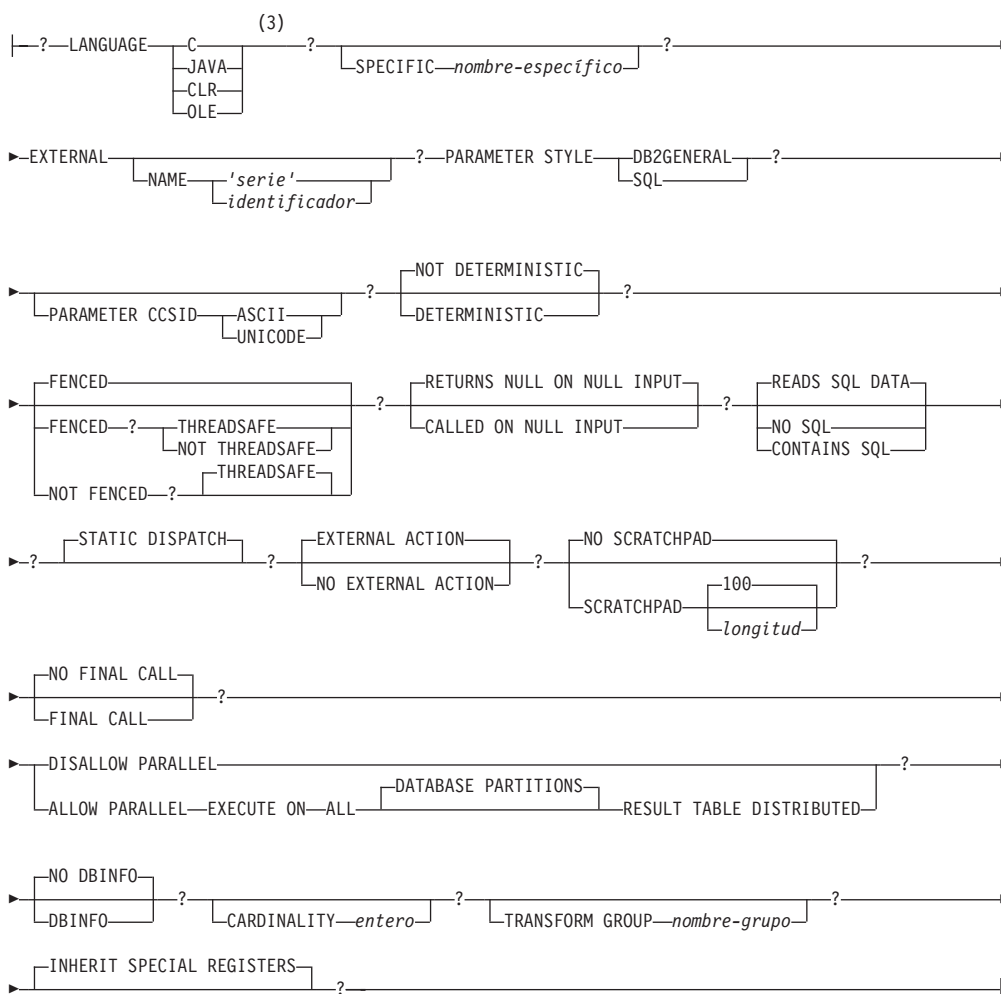 (3)
? LANGUAGE C ? ?
JAVA SPECIFIC nombre-específico
CLR
OLE
EXTERNAL ? PARAMETER STYLE DB2GENERAL ?
NAME 'serie' SQL
identificador
NOT DETERMINISTIC
? ?
PARAMETER CCSID ASCII DETERMINISTIC
UNICODE
FENCED RETURNS NULL ON NULL INPUT READS SQL DATA
? ? ?
FENCED ? THREADSAFE CALLED ON NULL INPUT NO SQL
NOT THREADSAFE CONTAINS SQL
THREADSAFE
NOT FENCED ?
STATIC DISPATCH EXTERNAL ACTION NO SCRATCHPAD
? ? ? ?
NO EXTERNAL ACTION 100
SCRATCHPAD
longitud
NO FINAL CALL
?
FINAL CALL
DISALLOW PARALLEL ?
DATABASE PARTITIONS
ALLOW PARALLEL EXECUTE ON ALL RESULT TABLE DISTRIBUTED
NO DBINFO
? ? ?
DBINFO CARDINALITY entero TRANSFORM GROUP nombre-grupo
INHERIT SPECIAL REGISTERS
?